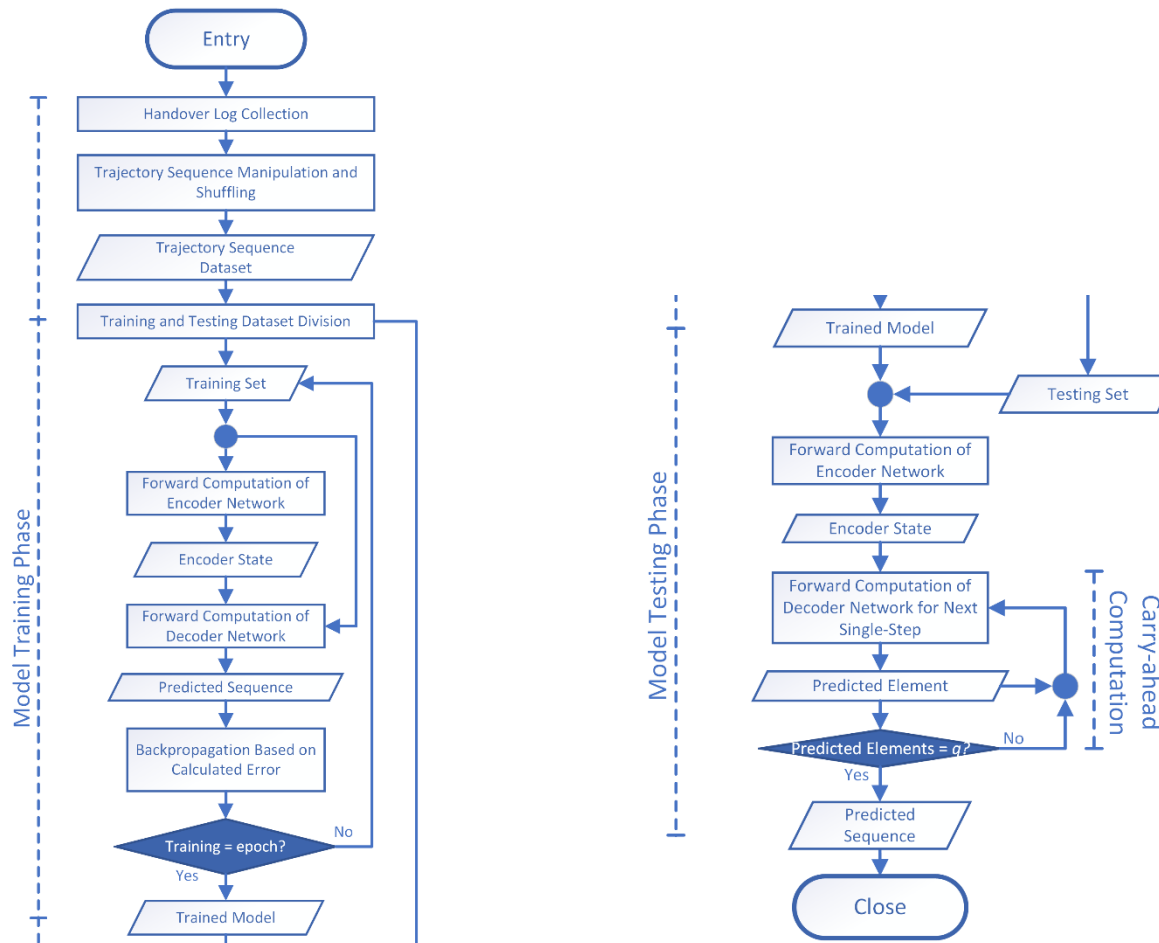 Entry
Handover Log Collection
Trajectory Sequence Manipulation and
Shuffling
Trajectory Sequence
Dataset
Training and Testing Dataset Division
Training Set
Forward Computation of
Encoder Network
Encoder State
Forward Computation of
Decoder Network
Predicted Sequence
Backpropagation Based on
Calculated Error
Training = epoch?
No
Yes
Trained Model
Model Training Phase
Trained Model
Testing Set
Forward Computation of
Encoder Network
Encoder State
Forward Computation of
Decoder Network for Next
Single-Step
Predicted Element
Predicted Elements = q?
No
Yes
Predicted
Sequence
Close
Model Testing Phase
Carry-ahead
Computation